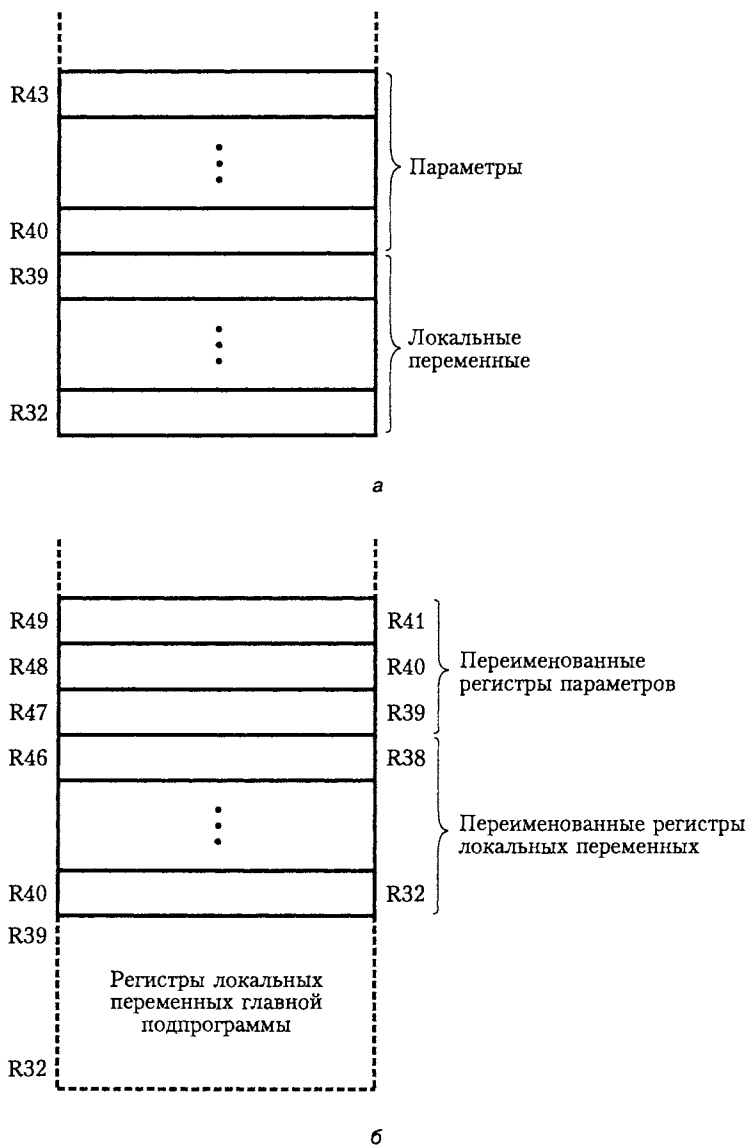 R43
Параметры
R40
R39
Локальные
переменные
R32
а
R49
R41
R48
R40
Переименованные
регистры параметров
R47
R39
R46
R38
Переименованные регистры
локальных переменных
R40
R32
R39
Регистры локальных
переменных главной
подпрограммы
R32
б